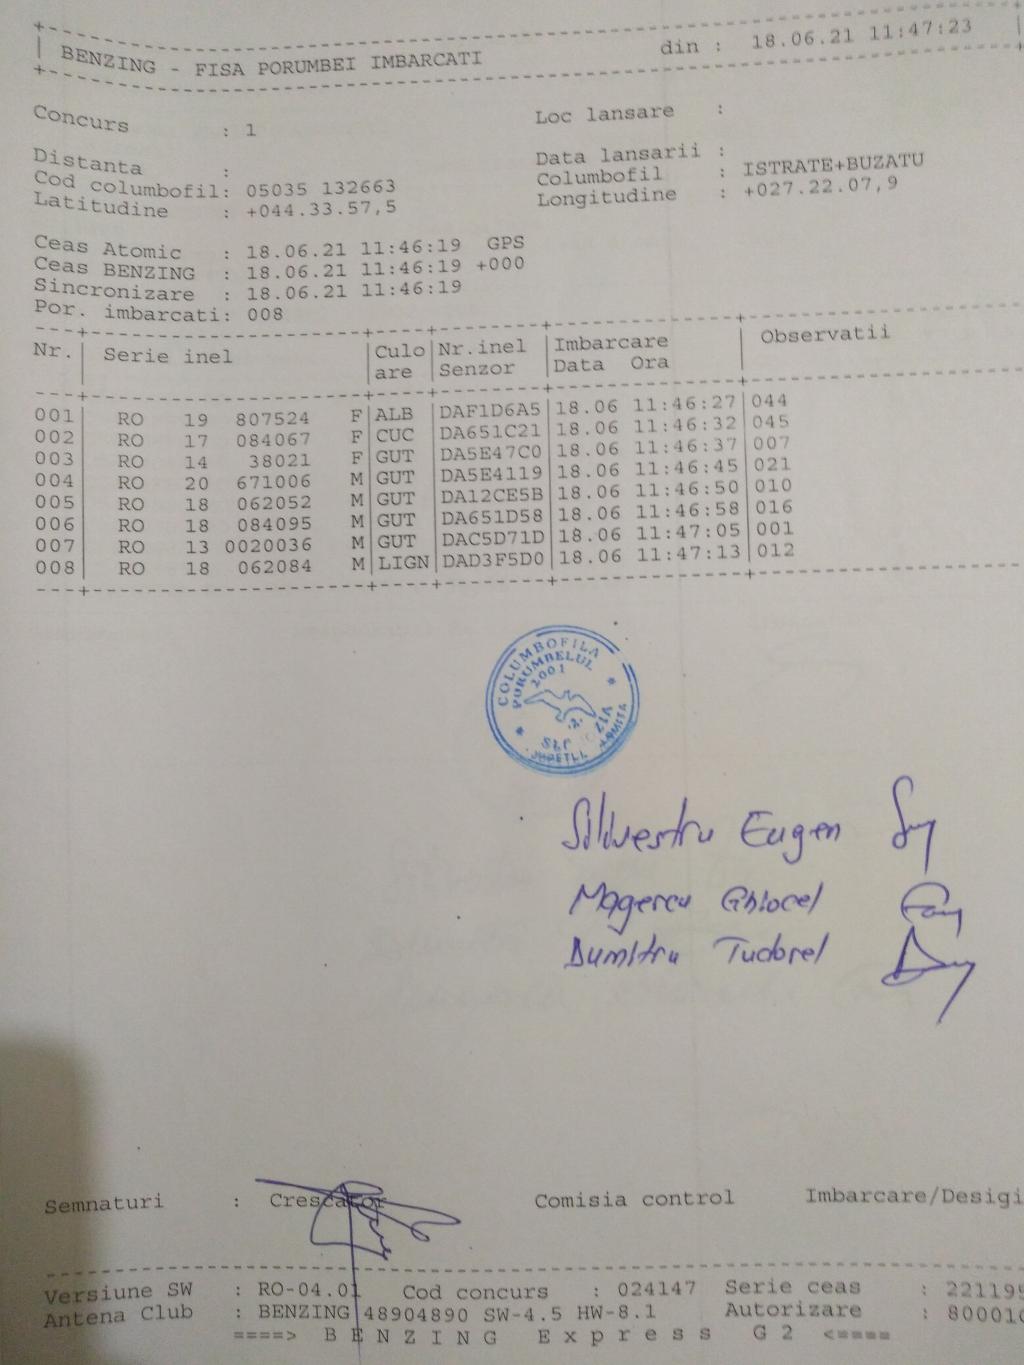 BENZING - FISA PORUMBEI IMBARCATI din : 18.06.21 11:47:23
Concurs : 1 Loc lansare :
Distanta : Data lansarii :
Cod columbofil: 05035 132663 Columbofil : ISTRATE+BUZATU
Latitudine : +044.33.57,5 Longitudine : +027.22.07,9
Ceas Atomic : 18.06.21 11:46:19 GPS
Ceas BENZING : 18.06.21 11:46:19 +000
Sincronizare : 18.06.21 11:46:19
Por. imbarcati: 008
Nr. Serie inel Culo Nr.inel Imbarcare Observatii
are Senzor Data Ora
001 RO 19 807524 F ALB DAF1D6A5 18.06 11:46:27 044
002 RO 17 084067 F CUC DA651C21 18.06 11:46:32 045
003 RO 14 38021 F GUT DA5E47C0 18.06 11:46:37 007
004 RO 20 671006 M GUT DA5E4119 18.06 11:46:45 021
005 RO 18 062052 M GUT DA12CE5B 18.06 11:46:50 010
006 RO 18 084095 M GUT DA651D58 18.06 11:46:58 016
007 RO 13 0020036 M GUT DAC5D71D 18.06 11:47:05 001
008 RO 18 062084 M LIGN DAD3F5D0 18.06 11:47:13 012
COLUMBOFILA
PORUMBELUL
2001
Silivestru Eugen
Magercu Ghiocel
Dumitru Tudorel
Semnaturi : Crescator Comisia control Imbarcare/Desigi
Versiune SW : RO-04.01 Cod concurs : 024147 Serie ceas : 221195
Antena Club : BENZING 48904890 SW-4.5 HW-8.1 Autorizare : 800010
====> B E N Z I N G E x p r e s s G 2 <====